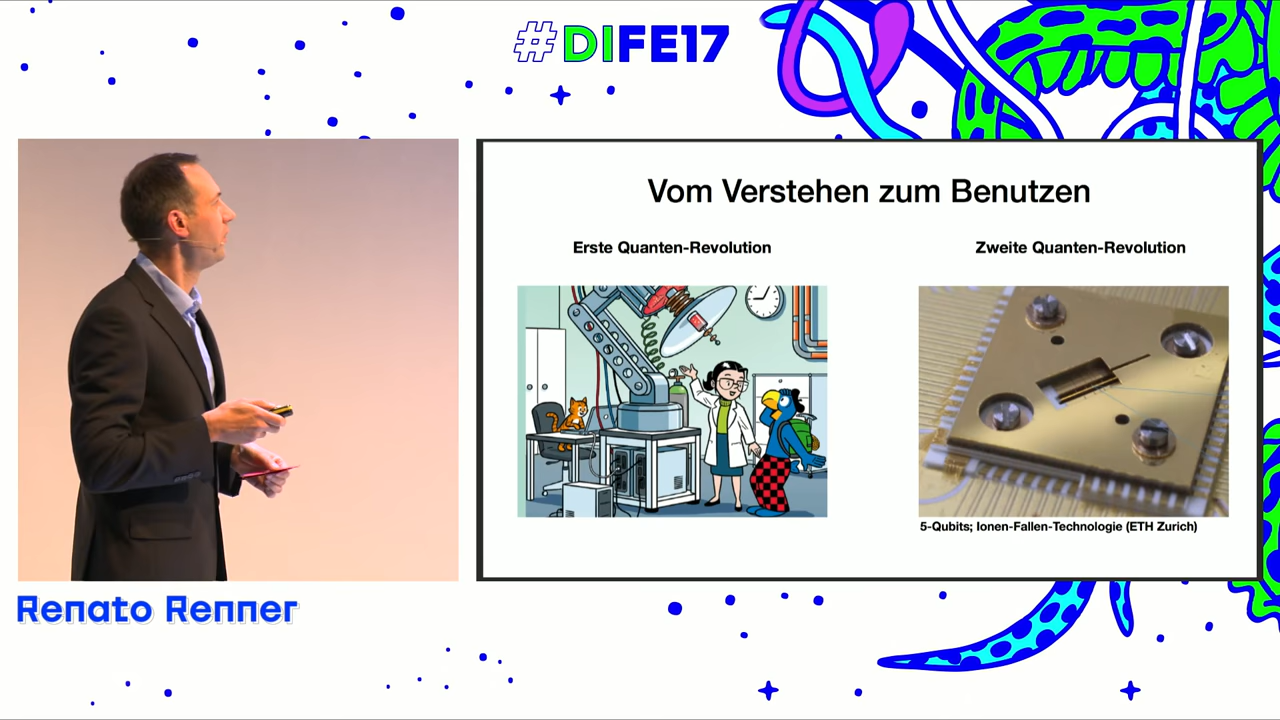 #DIFE17
Vom Verstehen zum Benutzen
Erste Quanten-Revolution
Zweite Quanten-Revolution
5-Qubits; Ionen-Fallen-Technologie (ETH Zurich)
Renato Renner